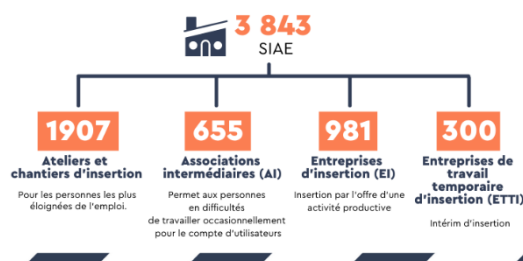 3 843
SIAE
1907
Ateliers et
chantiers d'insertion
Pour les personnes les plus
éloignées de l'emploi.
655
Associations
intermédiaires (AI)
Permet aux personnes
en difficultés
de travailler occasionnellement
pour le compte d'utilisateurs
981
Entreprises
d'insertion (EI)
Insertion par l'offre d'une
activité productive
300
Entreprises de
travail
temporaire
d'insertion (ETTI)
Intérim d'insertion